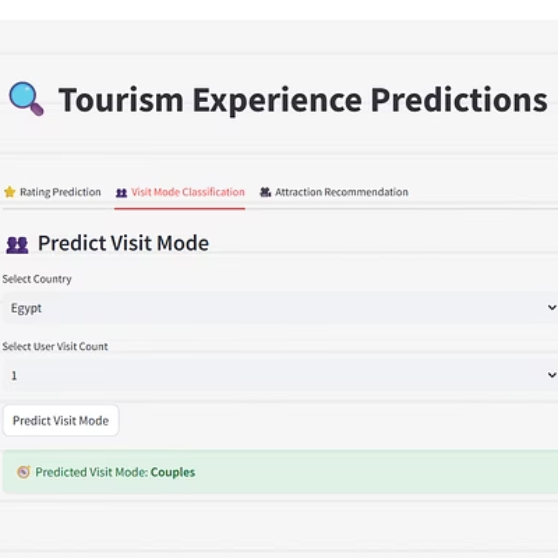 Tourism Experience Predictions
Rating Prediction Visit Mode Classification Attraction Recommendation
Predict Visit Mode
Select Country
Egypt
Select User Visit Count
1
Predict Visit Mode
Predicted Visit Mode: Couples